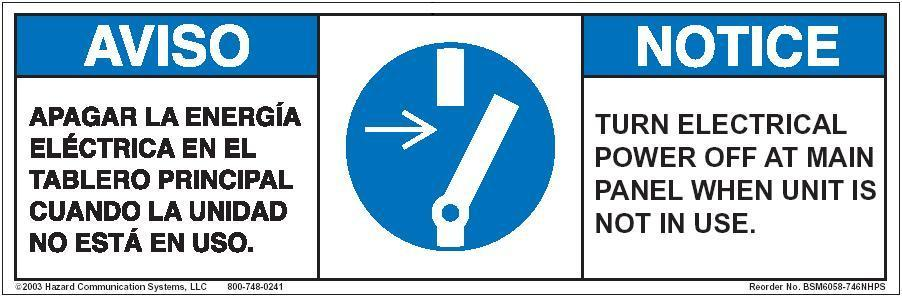 AVISO
APAGAR LA ENERGÍA
ELÉCTRICA EN EL
TABLERO PRINCIPAL
CUANDO LA UNIDAD
NO ESTÁ EN USO.
NOTICE
TURN ELECTRICAL
POWER OFF AT MAIN
PANEL WHEN UNIT IS
NOT IN USE.
©2003 Hazard Communication Systems, LLC 800-748-0241
Reorder No. BSM6058-746NHPS